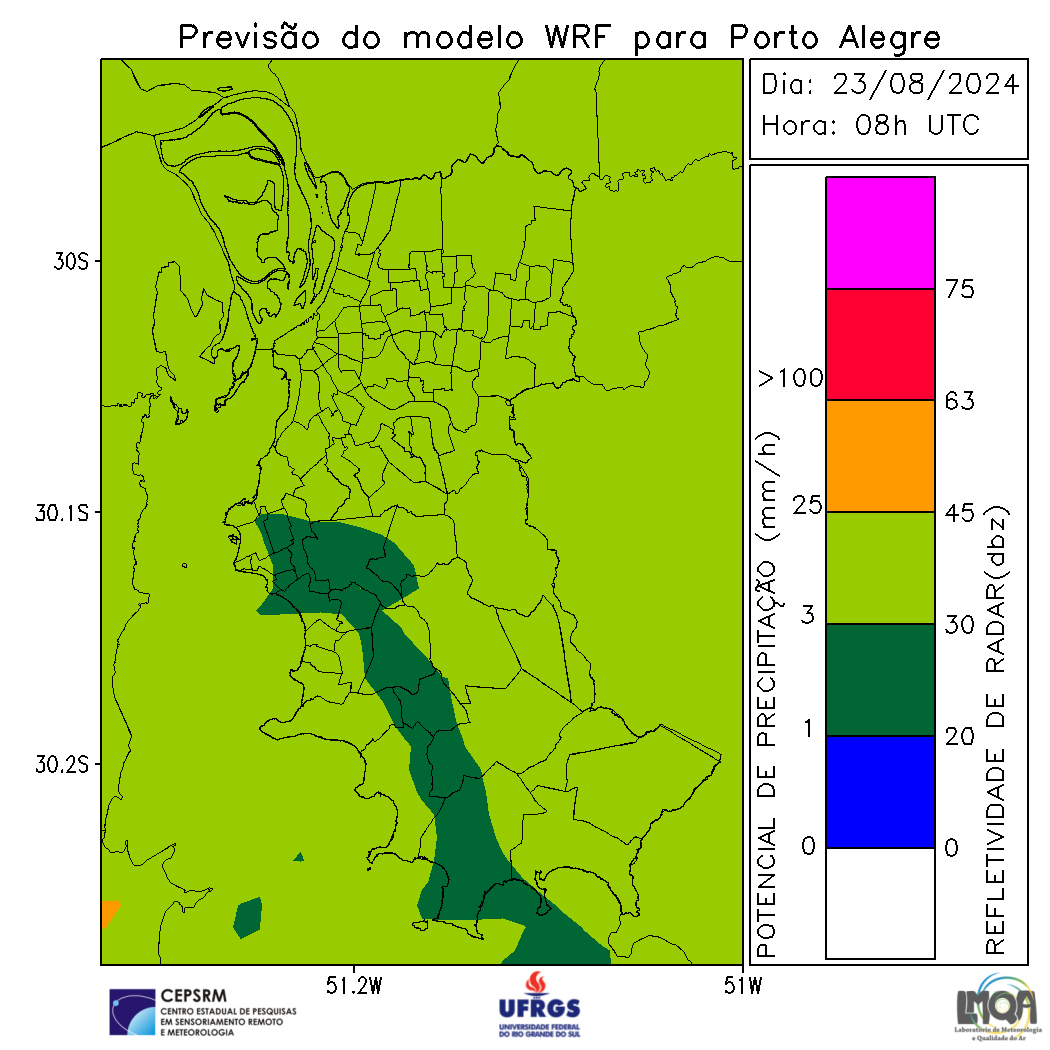 Previsão do modelo WRF para Porto Alegre
Dia: 23/08/2024
Hora: 08h UTC
30S
30.1S
30.2S
51.2W
51W
POTENCIAL DE PRECIPITAÇÃO (mm/h)
>100
25
3
1
0
75
63
45
30
20
0
REFLETIVIDADE DE RADAR(dbz)
CEPSRM
CENTRO ESTADUAL DE PESQUISAS
EM SENSORIAMENTO REMOTO
E METEOROLOGIA
UFRGS
UNIVERSIDADE FEDERAL
DO RIO GRANDE DO SUL
LMQA
Laboratório de Meteorologia
e Qualidade do Ar